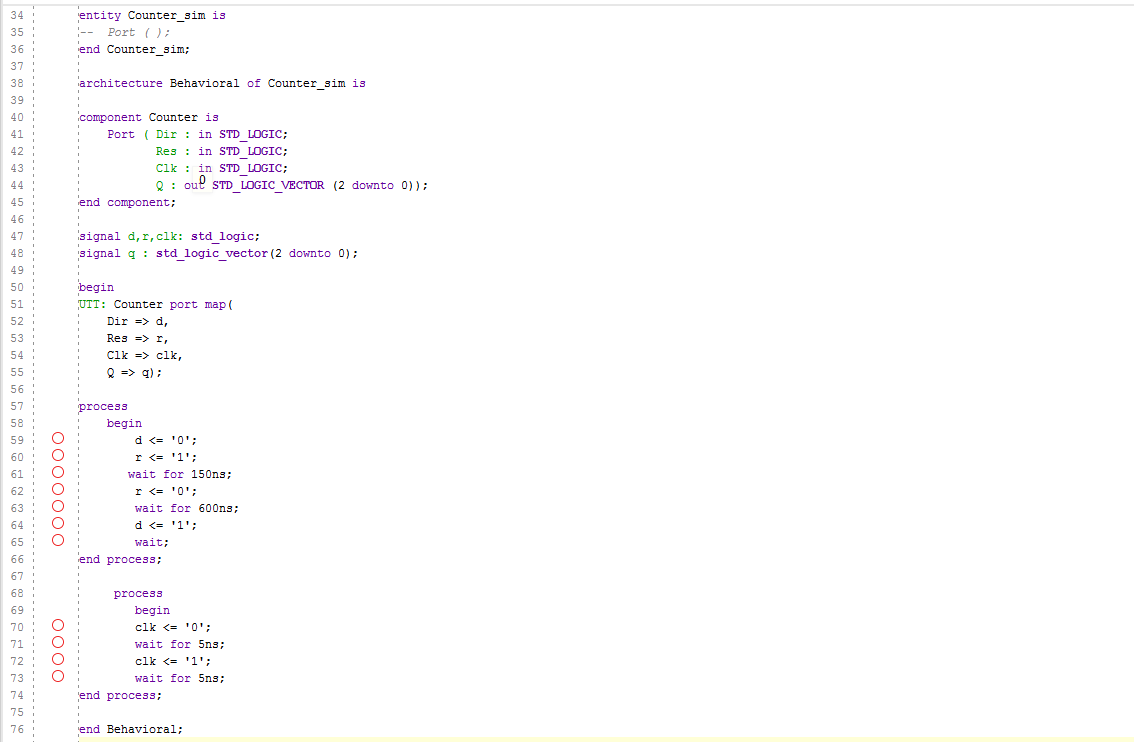 34 entity Counter_sim is
35 --  Port ( );
36 end Counter_sim;
37
38 architecture Behavioral of Counter_sim is
39
40 component Counter is
41     Port ( Dir : in STD_LOGIC;
42            Res : in STD_LOGIC;
43            Clk : in STD_LOGIC;
44            Q : out STD_LOGIC_VECTOR (2 downto 0));
45 end component;
46
47 signal d,r,clk: std_logic;
48 signal q : std_logic_vector(2 downto 0);
49
50 begin
51 UTT: Counter port map(
52     Dir => d,
53     Res => r,
54     Clk => clk,
55     Q => q);
56
57 process
58     begin
59         d <= '0';
60         r <= '1';
61        wait for 150ns;
62         r <= '0';
63         wait for 600ns;
64         d <= '1';
65         wait;
66 end process;
67
68      process
69         begin
70         clk <= '0';
71         wait for 5ns;
72         clk <= '1';
73         wait for 5ns;
74 end process;
75
76 end Behavioral;